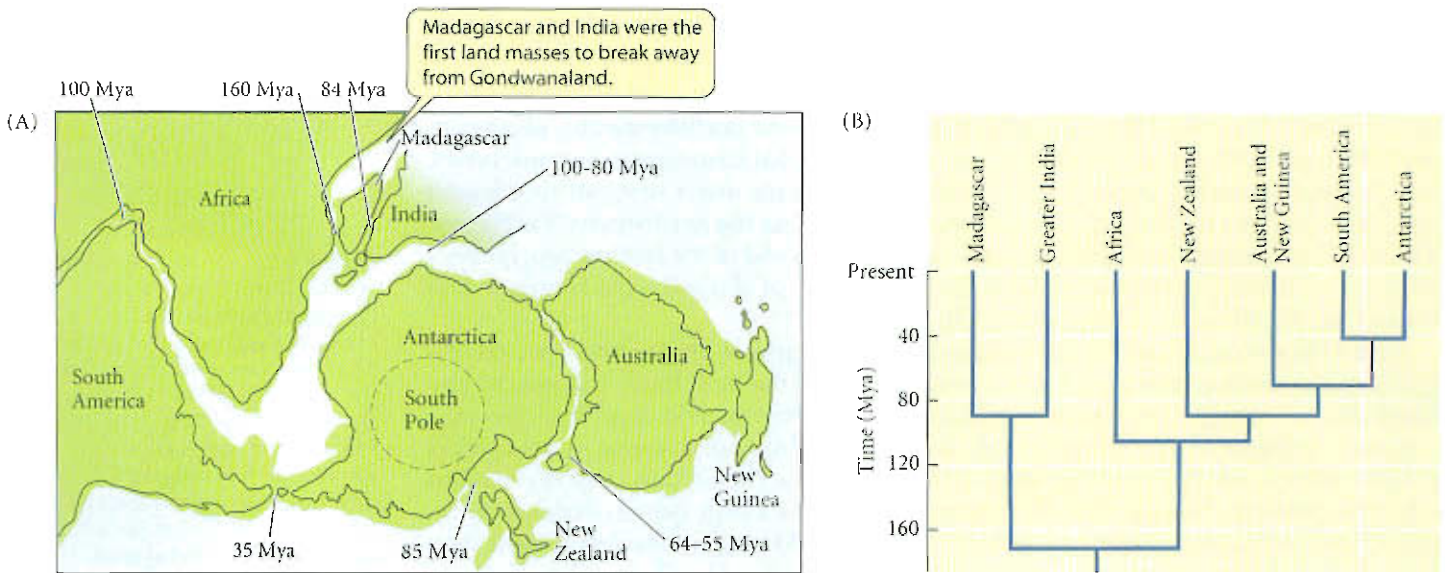 Madagascar and India were the
first land masses to break away
from Gondwanaland.
100 Mya
160 Mya
84 Mya
(A)
Madagascar
100-80 Mya
Africa
India
Antarctica
Australia
South
America
South
Pole
New
Guinea
New
Zealand
35 Mya
85 Mya
64–55 Mya
(B)
Madagascar
Greater India
Africa
New Zealand
Australia and
New Guinea
South America
Antarctica
Present
40
80
120
160
Time (Mya)